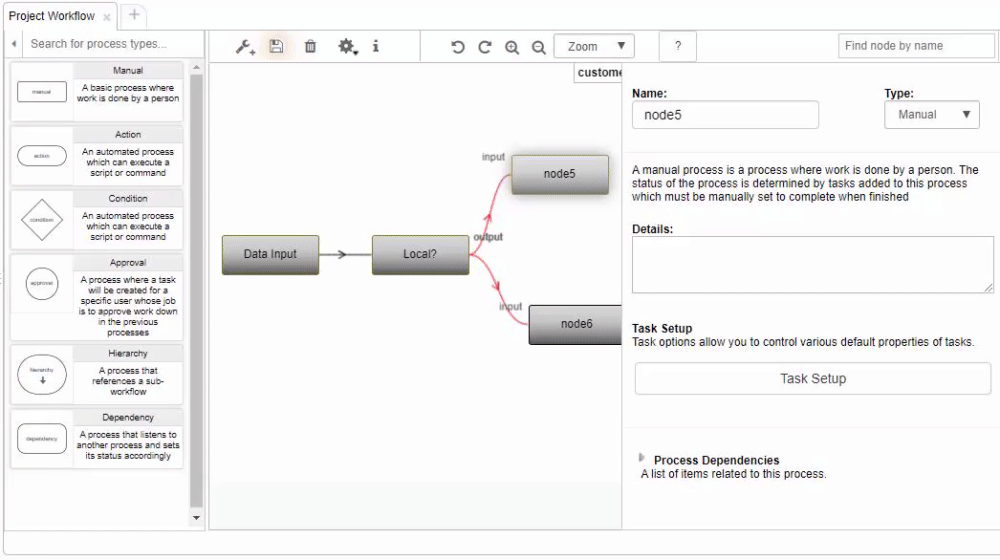 Project Workflow
Search for process types...
Zoom
?
Find node by name
Manual
manual
A basic process where
work is done by a person
Action
action
An automated process
which can execute a
script or command
Condition
condition
An automated process
which can execute a
script or command
Approval
approval
A process where a task
will be created for a
specific user whose job
is to approve work down
in the previous
processes
Hierarchy
hierarchy
A process that
references a sub-
workflow
Dependency
dependency
A process that listens to
another process and sets
its status accordingly
custome
input
node5
output
Data Input
Local?
input
node6
Name:
Type:
node5
Manual
A manual process is a process where work is done by a person. The
status of the process is determined by tasks added to this process
which must be manually set to complete when finished
Details:
Task Setup
Task options allow you to control various default properties of tasks.
Task Setup
Process Dependencies
A list of items related to this process.